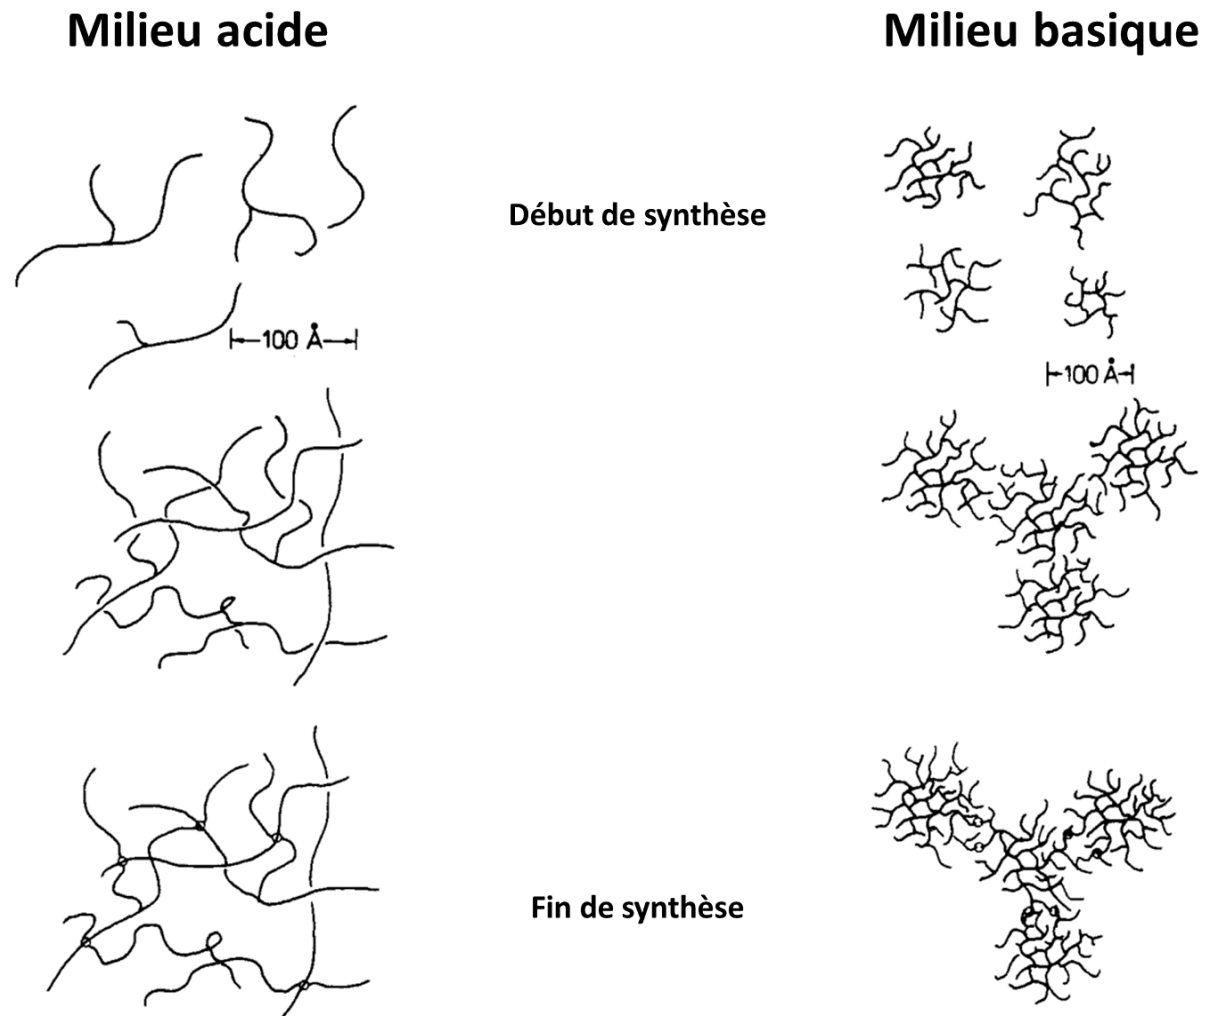 Milieu acide
Milieu basique
Début de synthèse
100 Å
100 Å
Fin de synthèse